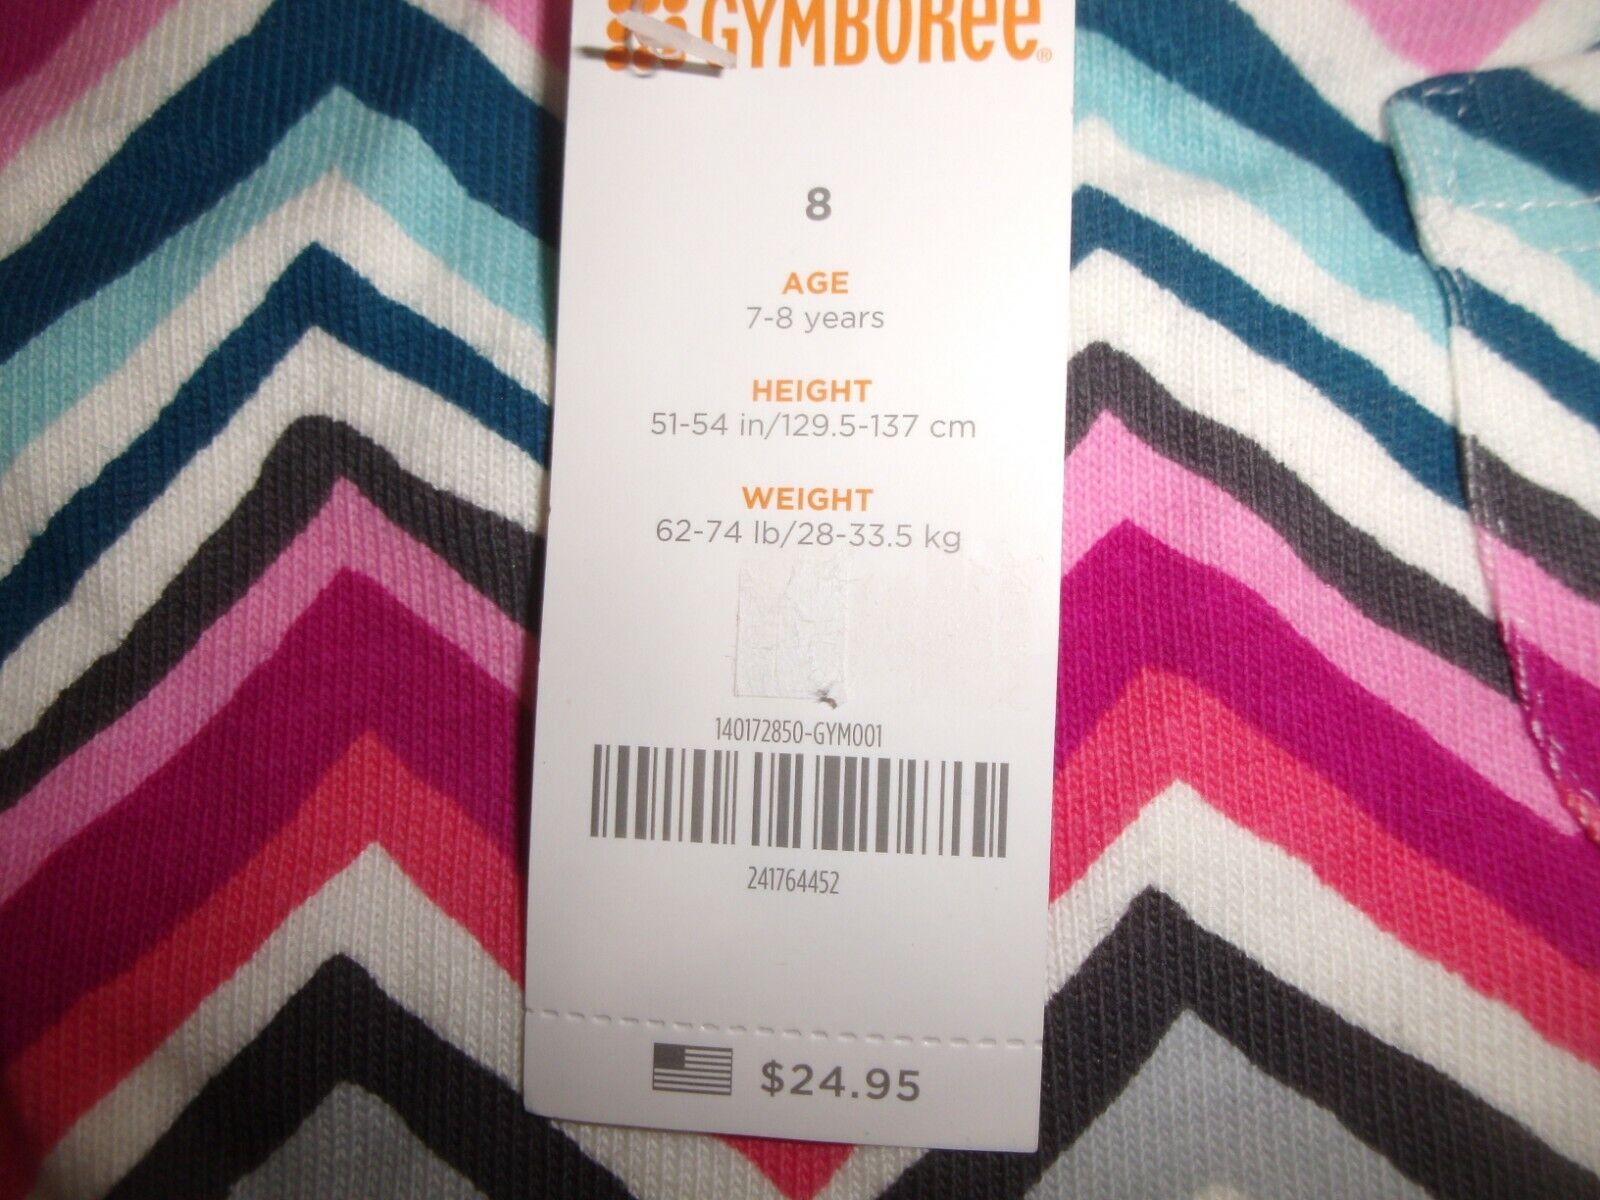 GYMBOREE®
8
AGE
7-8 years
HEIGHT
51-54 in/129.5-137 cm
WEIGHT
62-74 lb/28-33.5 kg
140172850-GYM001
241764452
$24.95